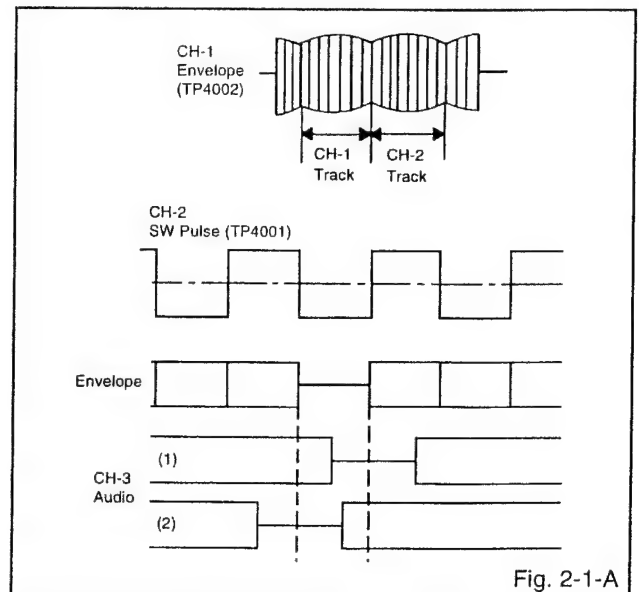 CH-1
Envelope
(TP4002)
CH-1
Track
CH-2
Track
CH-2
SW Pulse (TP4001)
Envelope
CH-3
Audio
(1)
(2)
Fig. 2-1-A